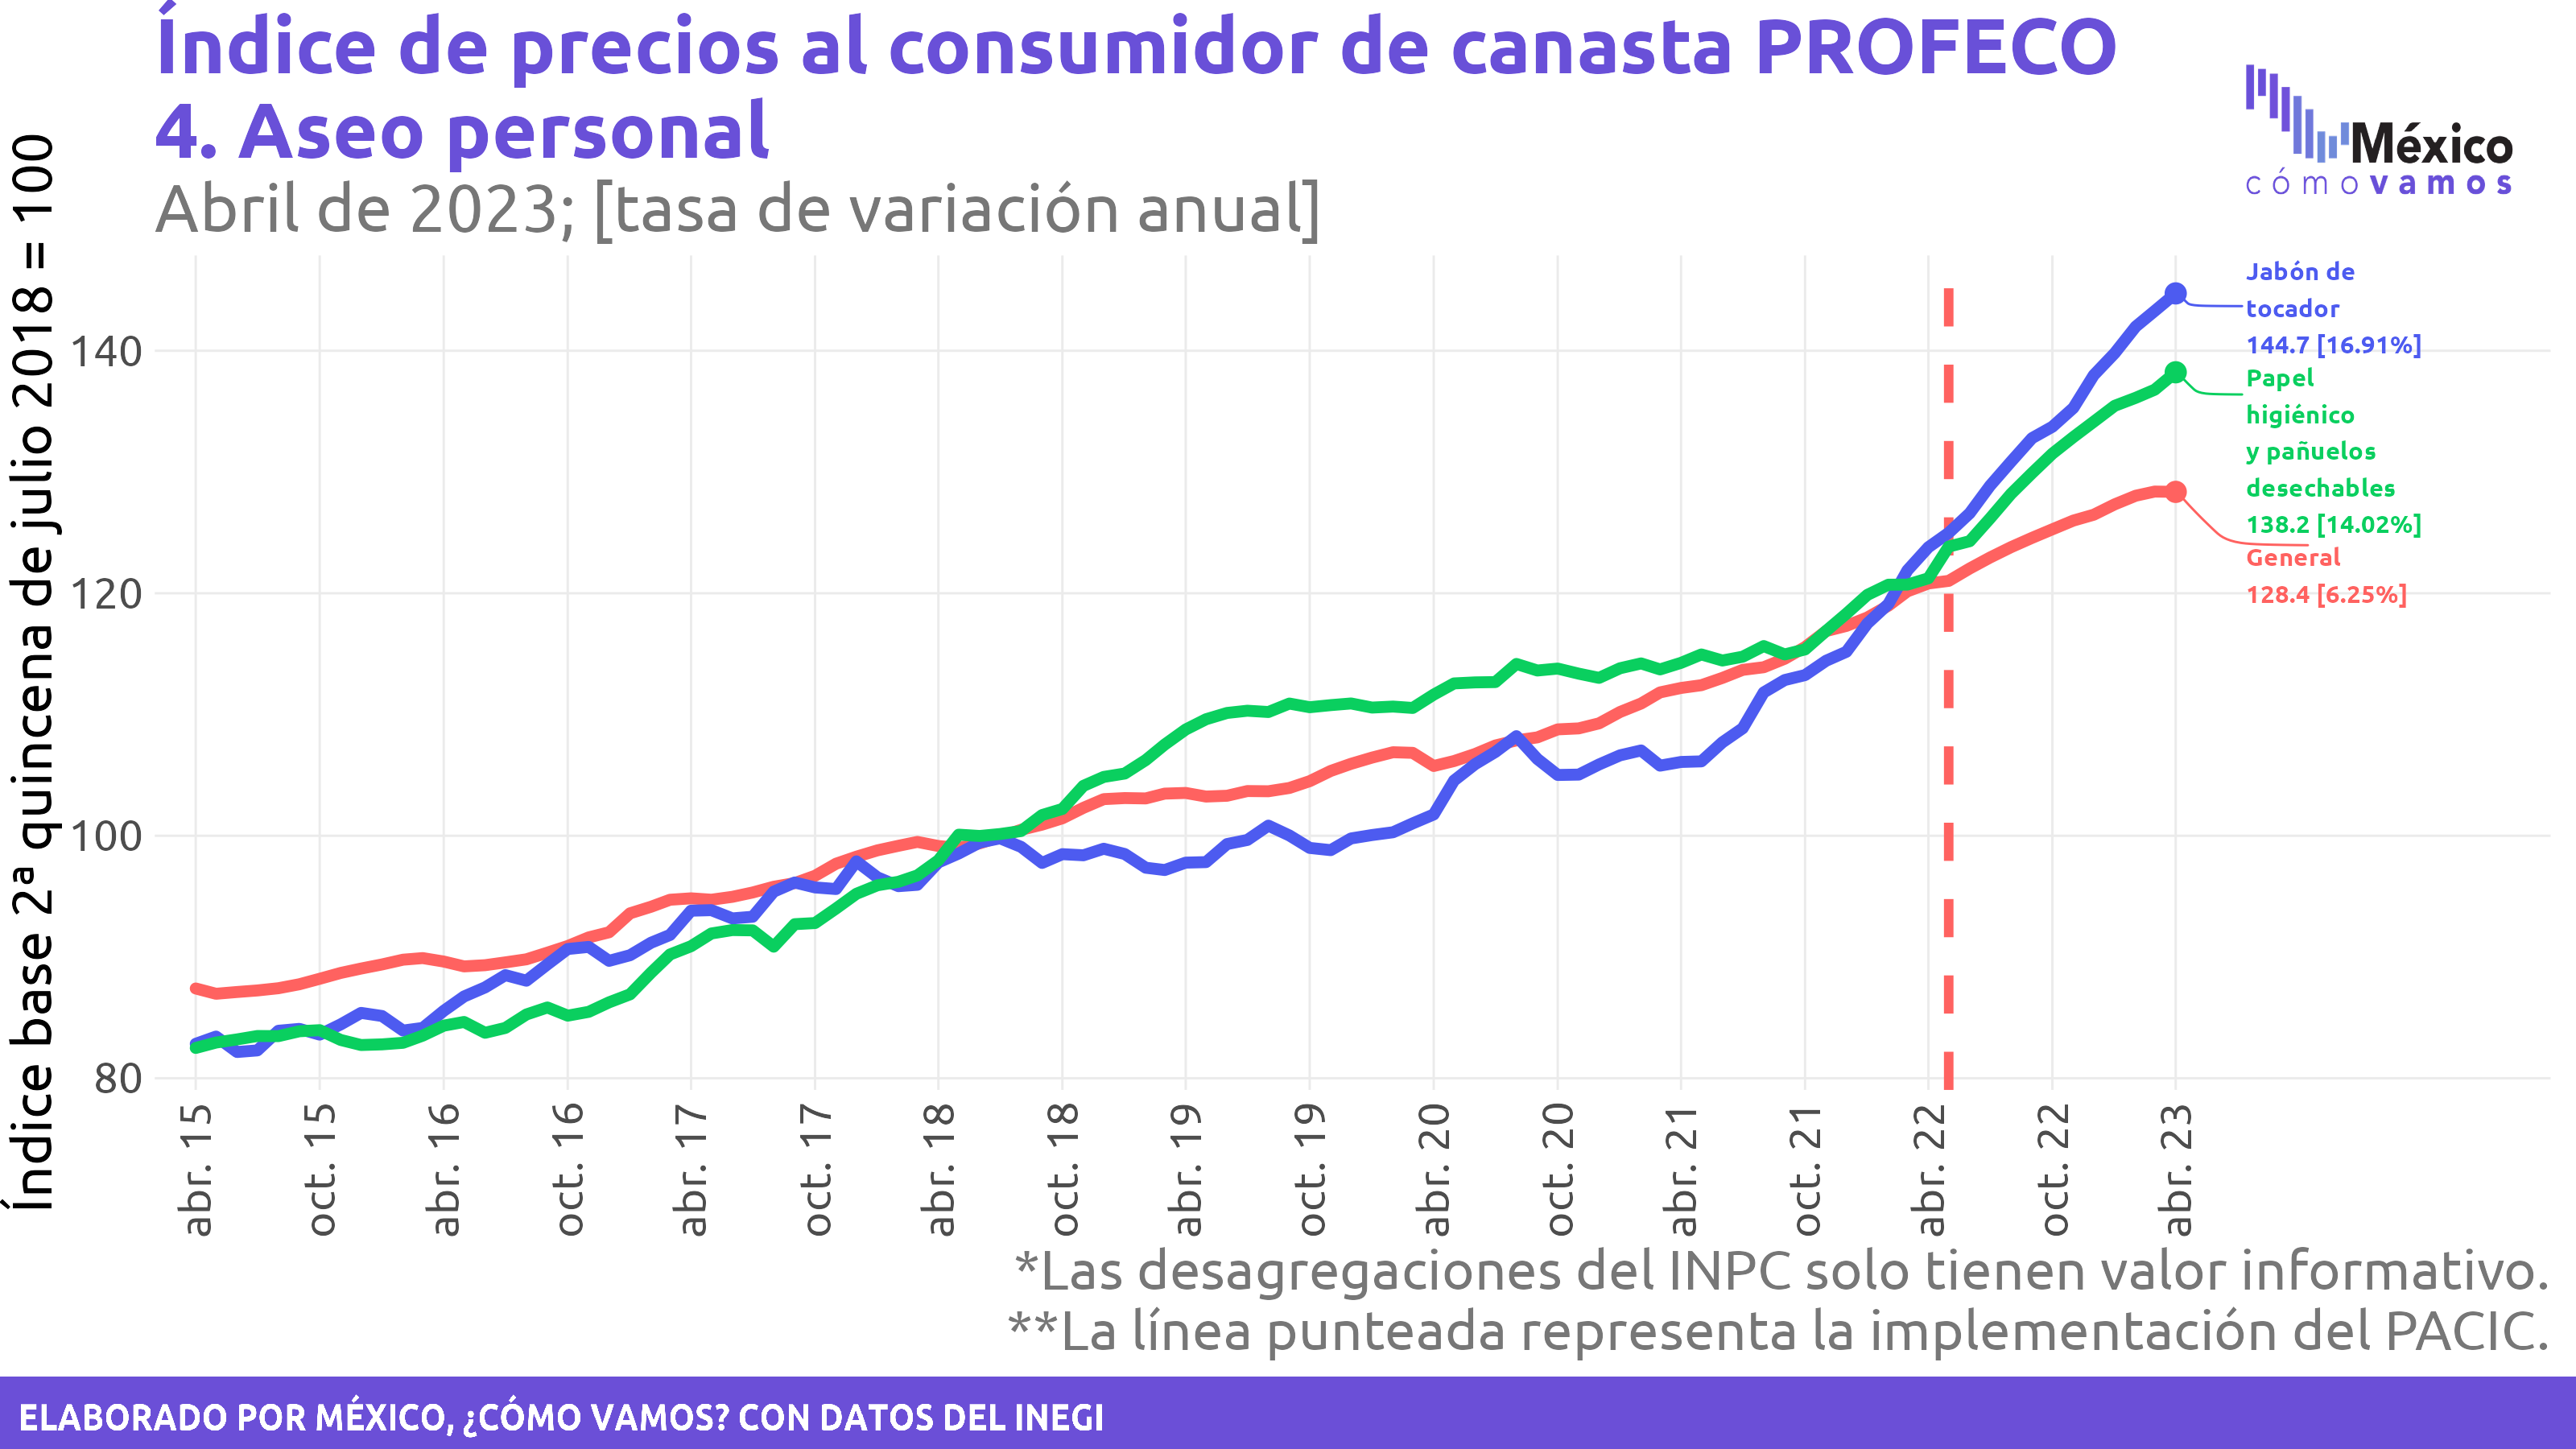 Índice de precios al consumidor de canasta PROFECO
4. Aseo personal
Abril de 2023; [tasa de variación anual]
México
cómo vamos
Índice base 2ª quincena de julio 2018 = 100
140
120
100
80
Jabón de
tocador
144.7 [16.91%]
Papel
higiénico
y pañuelos
desechables
138.2 [14.02%]
General
128.4 [6.25%]
abr. 15
oct. 15
abr. 16
oct. 16
abr. 17
oct. 17
abr. 18
oct. 18
abr. 19
oct. 19
abr. 20
oct. 20
abr. 21
oct. 21
abr. 22
oct. 22
abr. 23
*Las desagregaciones del INPC solo tienen valor informativo.
**La línea punteada representa la implementación del PACIC.
ELABORADO POR MÉXICO, ¿CÓMO VAMOS? CON DATOS DEL INEGI